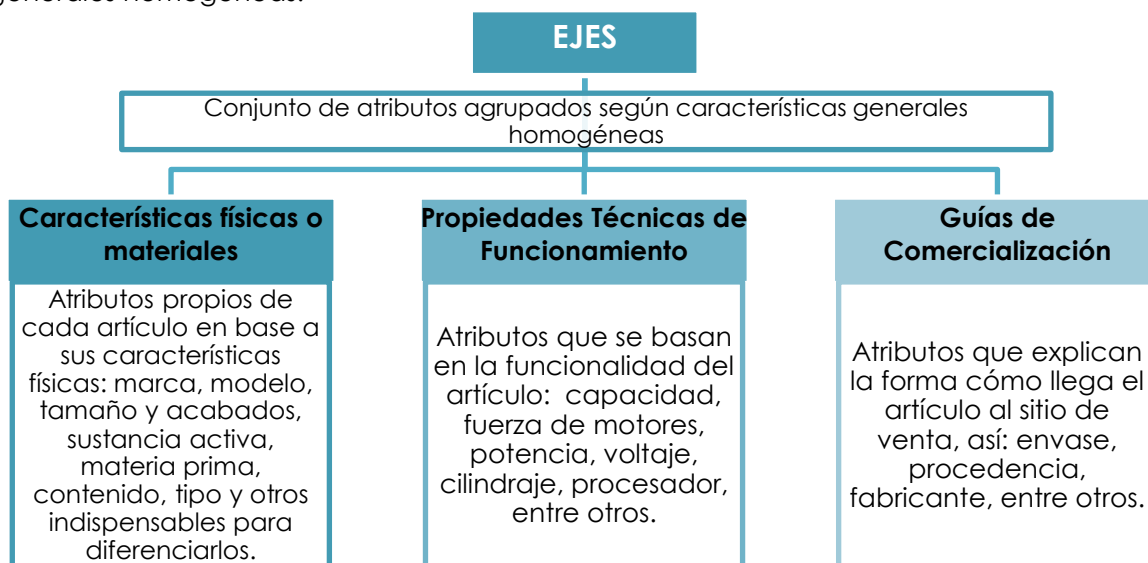 generales homogéneas.
EJES
Conjunto de atributos agrupados según características generales
homogéneas
Características físicas o
materiales
Atributos propios de
cada artículo en base a
sus características
físicas: marca, modelo,
tamaño y acabados,
sustancia activa,
materia prima,
contenido, tipo y otros
indispensables para
diferenciarlos.
Propiedades Técnicas de
Funcionamiento
Atributos que se basan
en la funcionalidad del
artículo: capacidad,
fuerza de motores,
potencia, voltaje,
cilindraje, procesador,
entre otros.
Guías de
Comercialización
Atributos que explican
la forma cómo llega el
artículo al sitio de
venta, así: envase,
procedencia,
fabricante, entre otros.